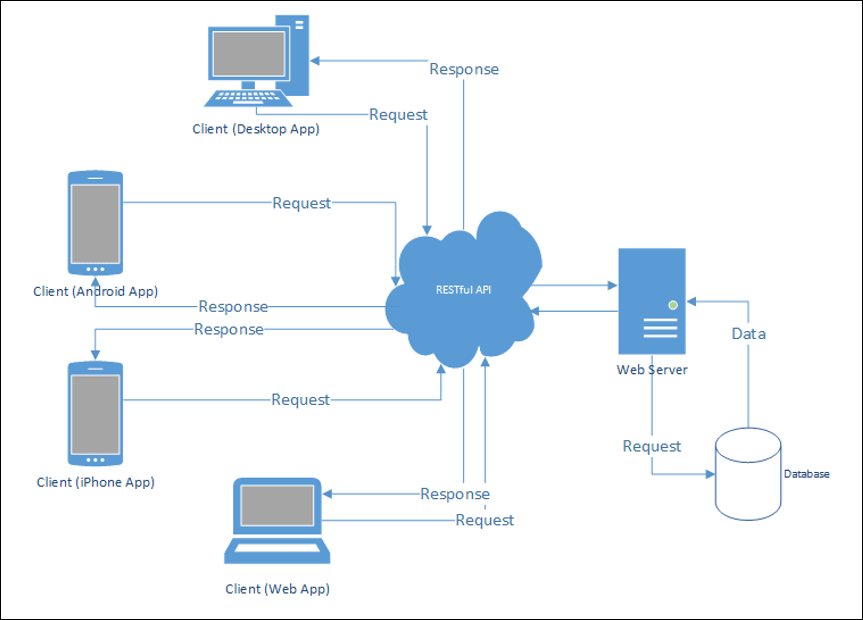 Response
Request
Client (Desktop App)
Request
Client (Android App)
Response
RESTful API
Response
Data
Web Server
Request
Request
Database
Client (iPhone App)
Response
Request
Client (Web App)